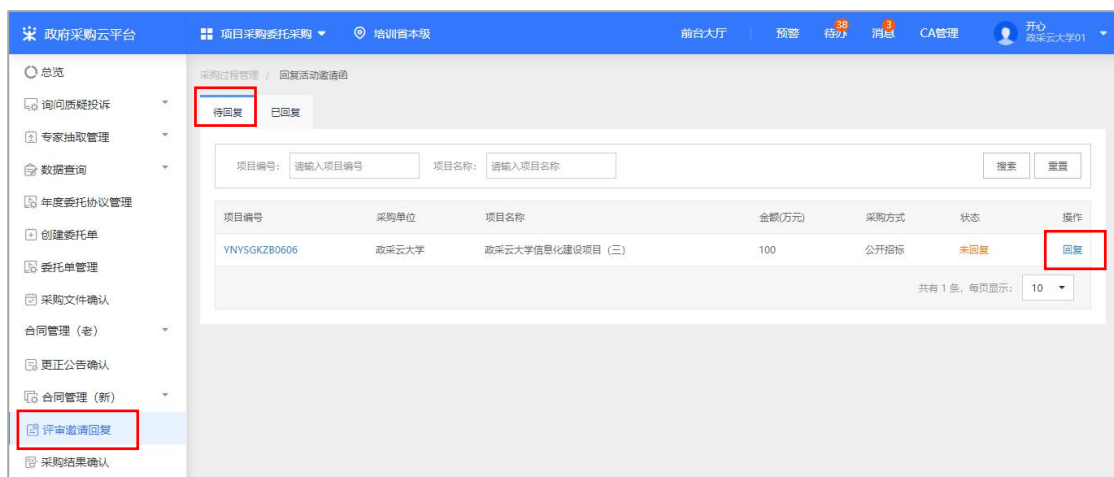 政府采购云平台 项目采购委托采购 培训省本级 前台大厅 预警 待办 38 消息 3 CA管理 开心
政采云大学01
总览
询问质疑投诉
专家抽取管理
数据查询
年度委托协议管理
创建委托单
委托单管理
采购文件确认
合同管理（老）
更正公告确认
合同管理（新）
评审邀请回复
采购结果确认
采购过程管理 / 回复活动邀请函
待回复 已回复
项目编号： 请输入项目编号 项目名称： 请输入项目名称 搜索 重置
项目编号 采购单位 项目名称 金额(万元) 采购方式 状态 操作
YNYSGKZB0606 政采云大学 政采云大学信息化建设项目（三） 100 公开招标 未回复 回复
共有 1 条，每页显示： 10